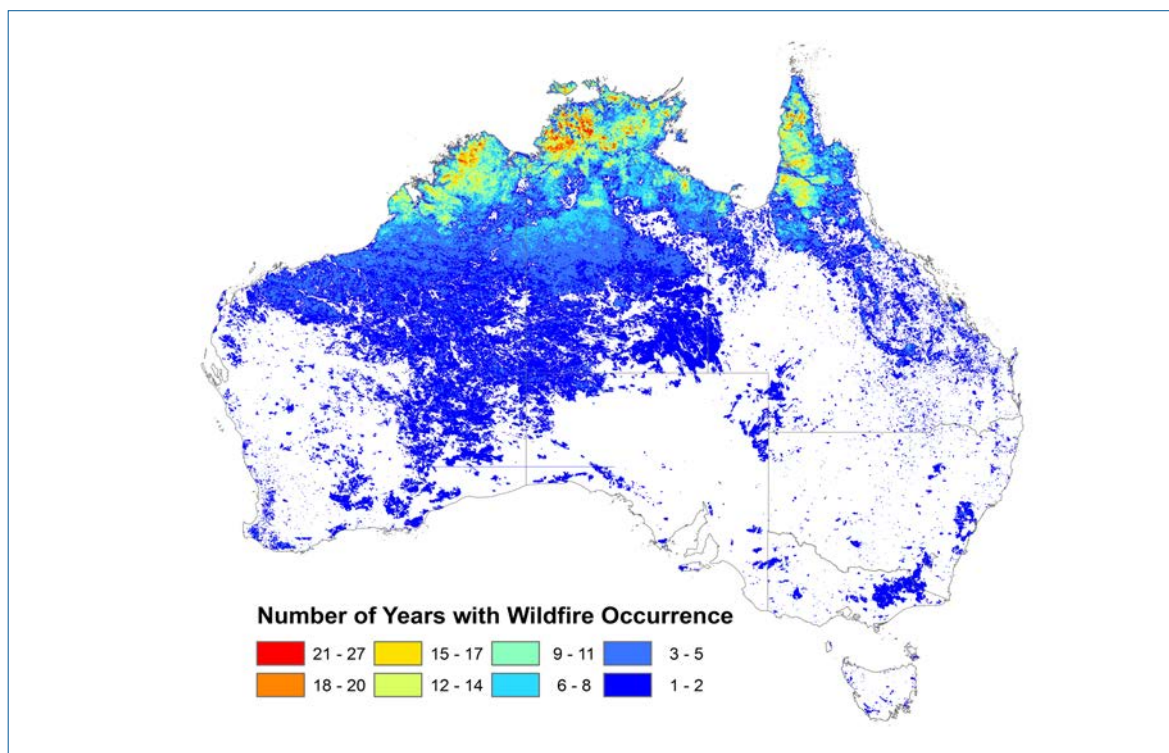 Number of Years with Wildfire Occurrence
21 - 27 15 - 17 9 - 11 3 - 5
18 - 20 12 - 14 6 - 8 1 - 2